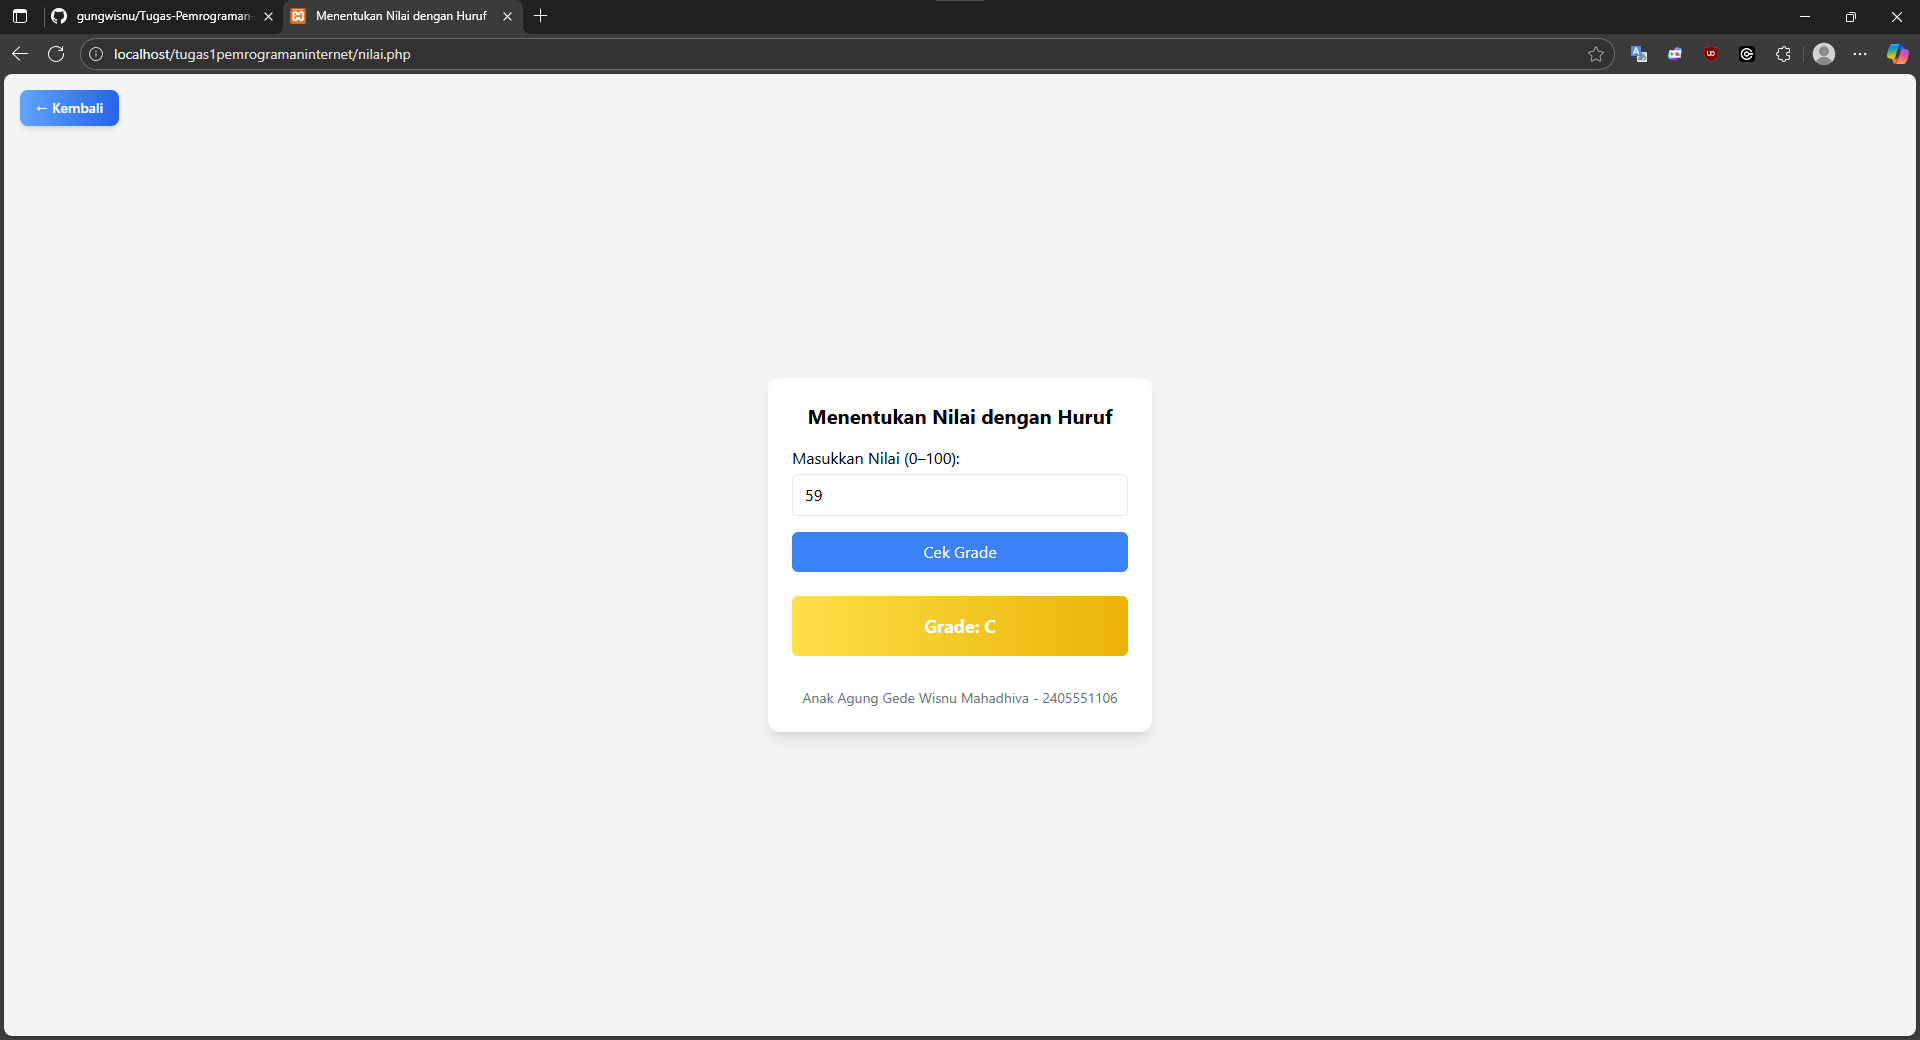 gungwisnu/Tugas-Pemrograman-
Menentukan Nilai dengan Huruf
localhost/tugas1pemrogramaninternet/nilai.php
← Kembali
Menentukan Nilai dengan Huruf
Masukkan Nilai (0–100):
59
Cek Grade
Grade: C
Anak Agung Gede Wisnu Mahadhiva - 2405551106